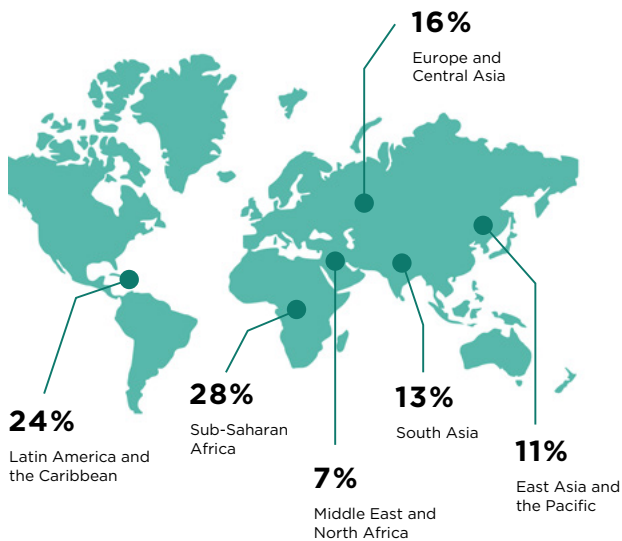 16%
Europe and
Central Asia
24%
Latin America and
the Caribbean
28%
Sub-Saharan
Africa
7%
Middle East and
North Africa
13%
South Asia
11%
East Asia and
the Pacific